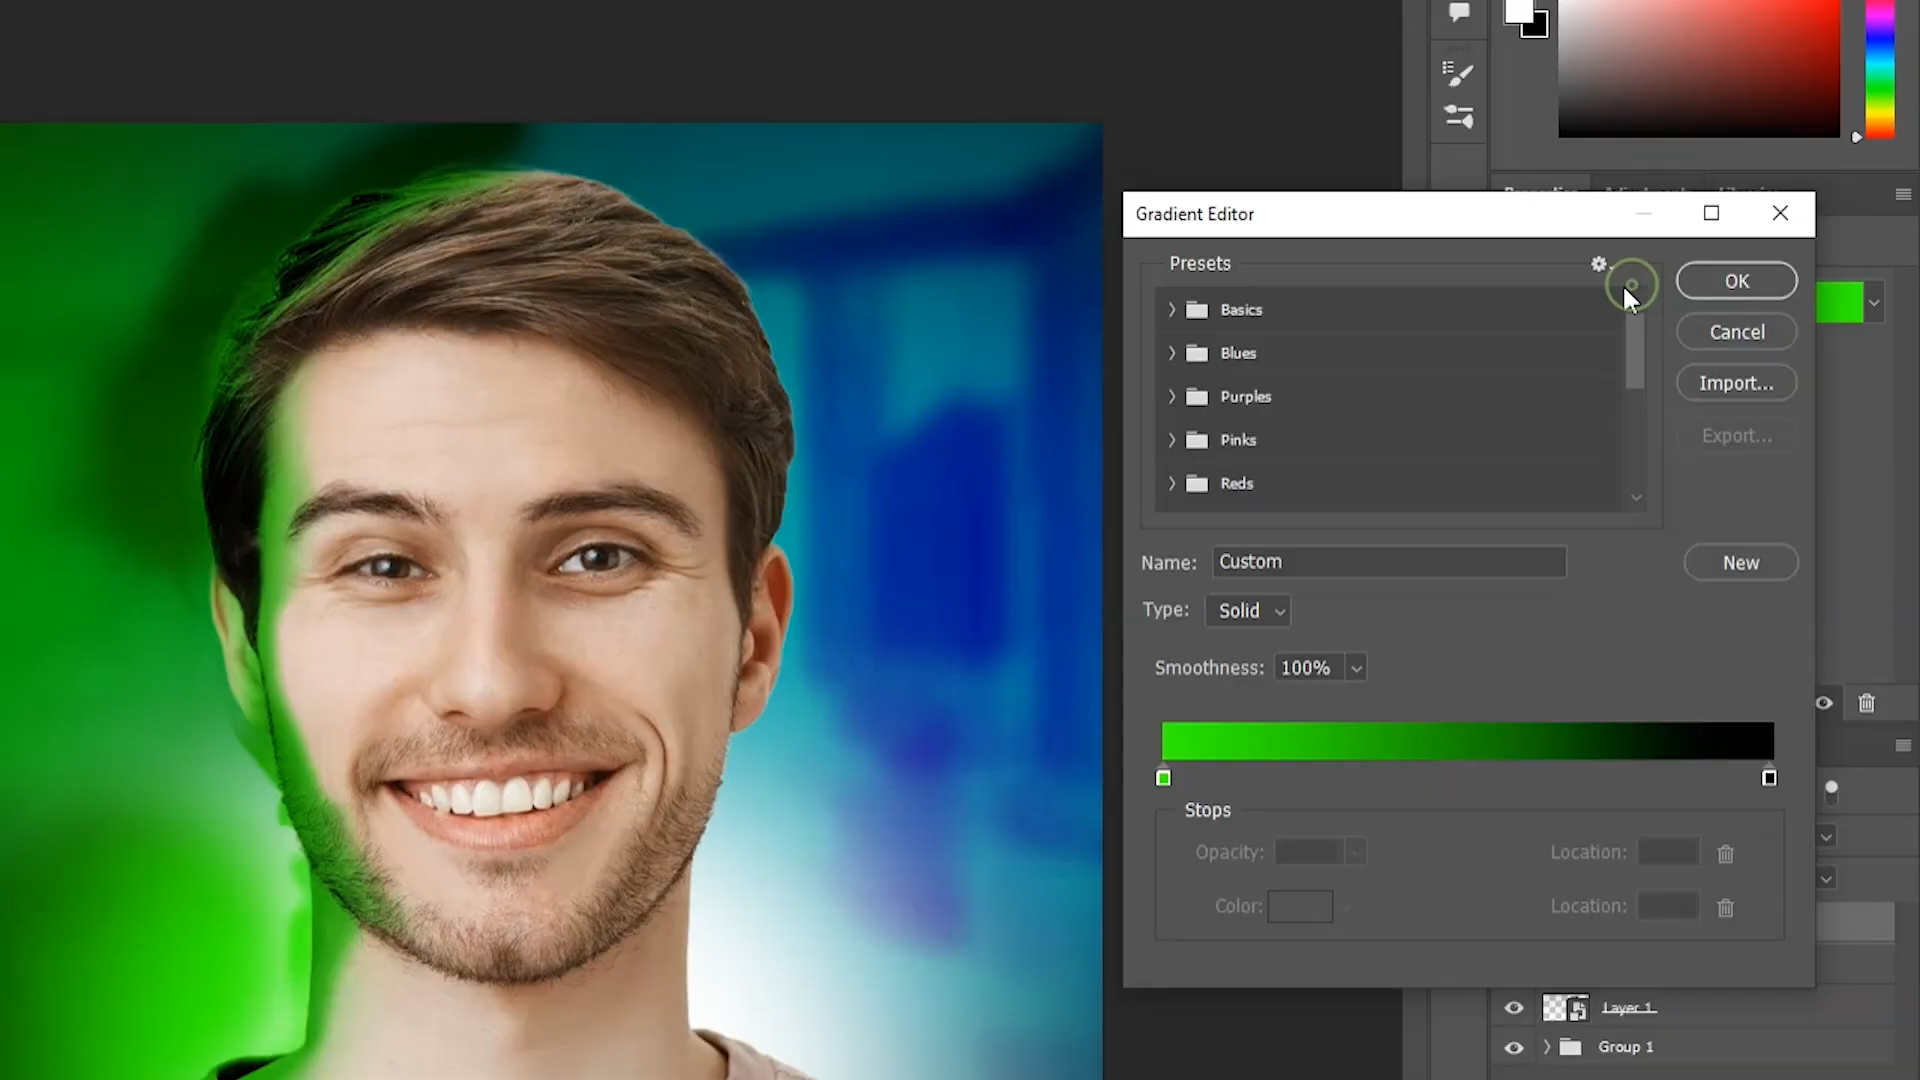 Gradient Editor
Presets
Basics
Blues
Purples
Pinks
Reds
OK
Cancel
Import...
Export...
Name: Custom
New
Type: Solid
Smoothness: 100%
Stops
Opacity:
Location:
Color:
Location:
Layer 1
Group 1